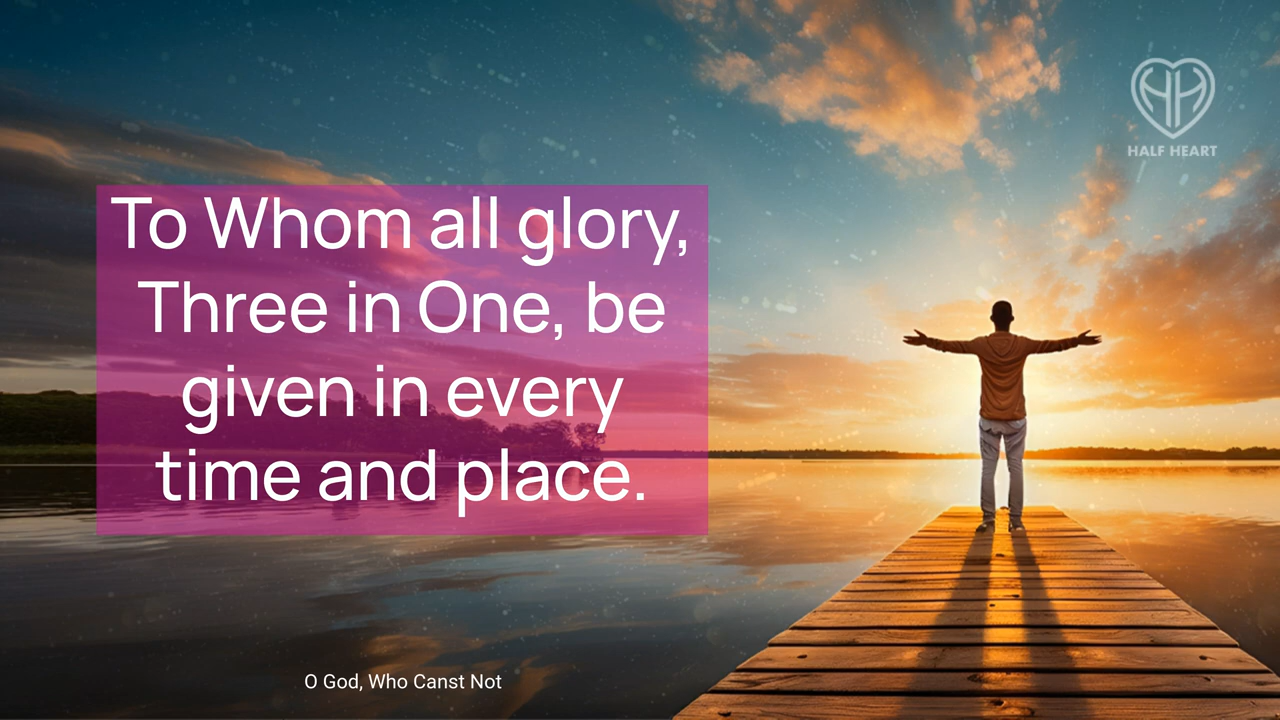 HALF HEART
To Whom all glory,
Three in One, be
given in every
time and place.
O God, Who Canst Not